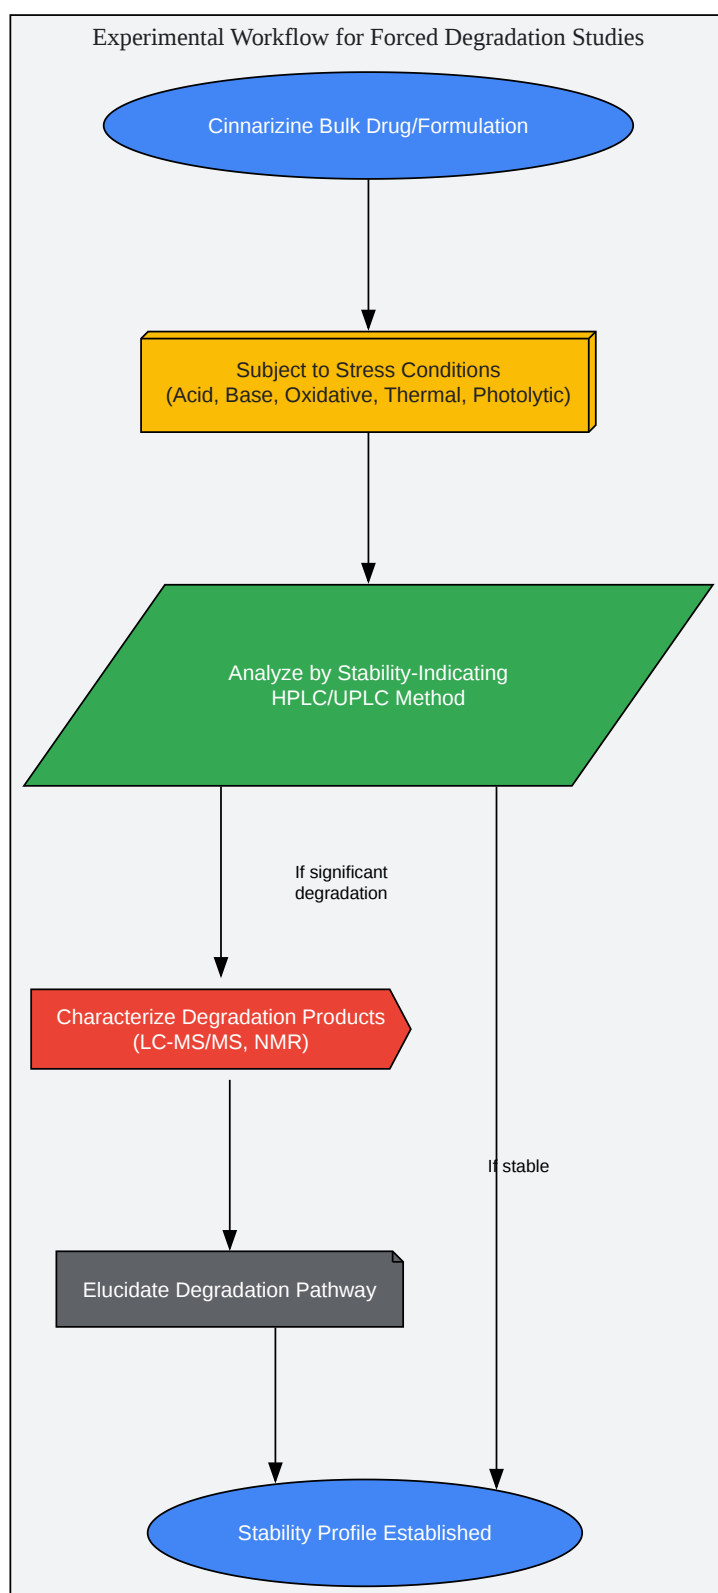 Experimental Workflow for Forced Degradation Studies
Cinnarizine Bulk Drug/Formulation
Subject to Stress Conditions
(Acid, Base, Oxidative, Thermal, Photolytic)
Analyze by Stability-Indicating
HPLC/UPLC Method
If significant
degradation
Characterize Degradation Products
(LC-MS/MS, NMR)
If stable
Elucidate Degradation Pathway
Stability Profile Established